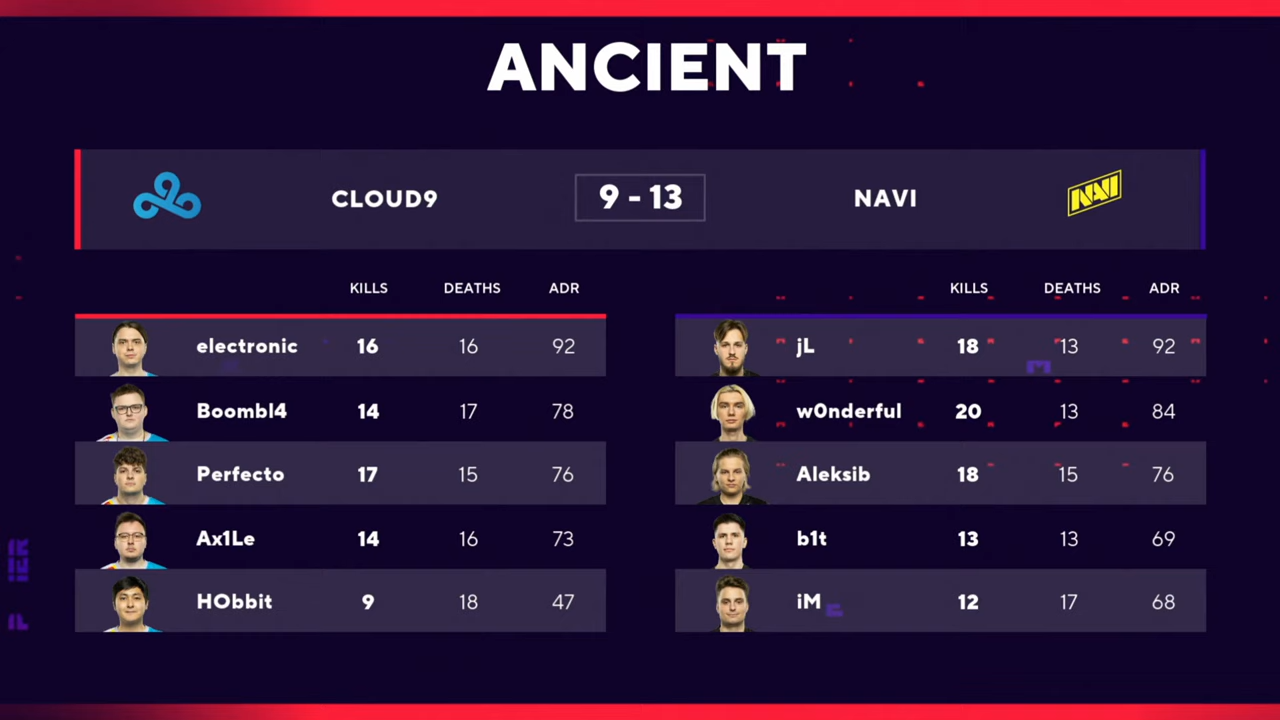 ANCIENT
CLOUD9 9 - 13 NAVI NAVI
KILLS DEATHS ADR
electronic 16 16 92
Boombl4 14 17 78
Perfecto 17 15 76
Ax1Le 14 16 73
HObbit 9 18 47
KILLS DEATHS ADR
jL 18 13 92
w0nderful 20 13 84
Aleksib 18 15 76
b1t 13 13 69
iM 12 17 68